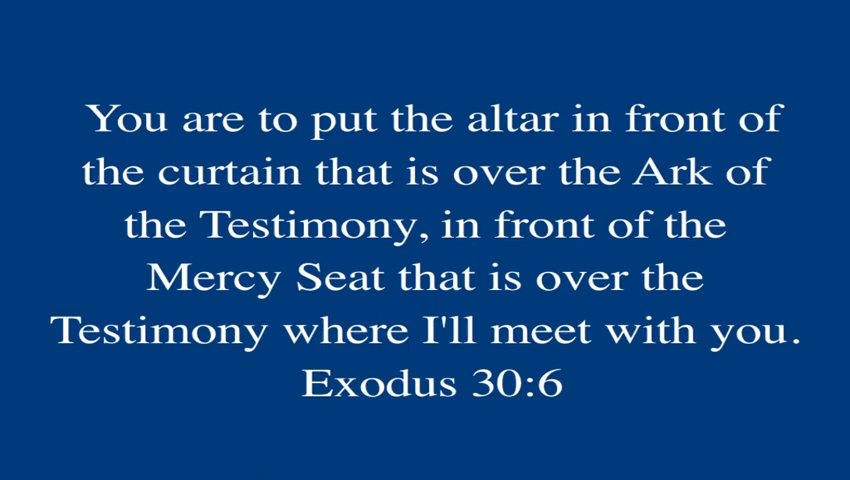 You are to put the altar in front of
the curtain that is over the Ark of
the Testimony, in front of the
Mercy Seat that is over the
Testimony where I'll meet with you.
Exodus 30:6